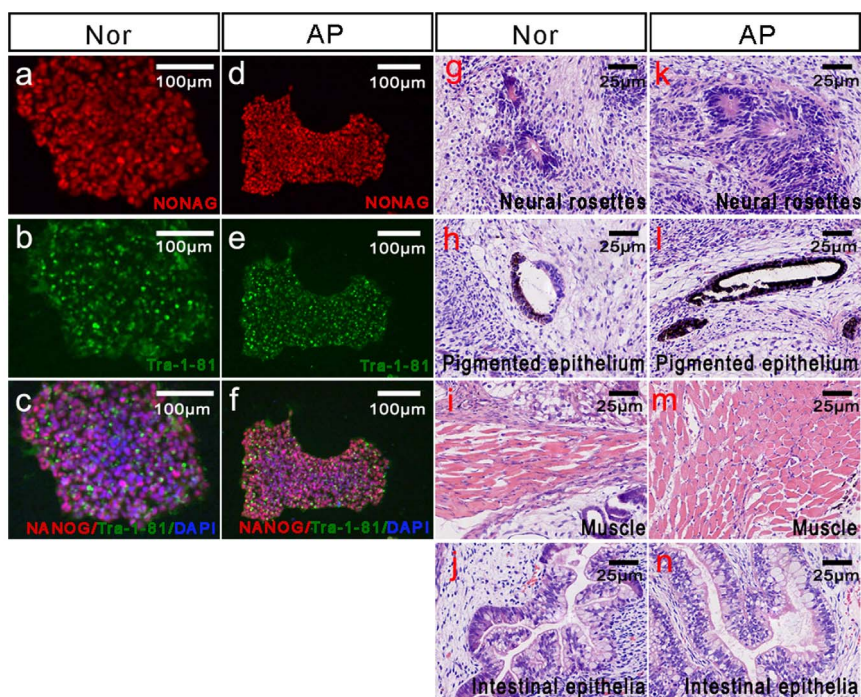 Nor AP Nor AP
a 100μm d 100μm g 25μm k 25μm
NONAG NONAG Neural rosettes Neural rosettes
b 100μm e 100μm h 25μm l 25μm
Tra-1-81 Tra-1-81 Pigmented epithelium Pigmented epithelium
c 100μm f 100μm i 25μm m 25μm
NANOG/Tra-1-81/DAPI NANOG/Tra-1-81/DAPI Muscle Muscle
j 25μm n 25μm
Intestinal epithelia Intestinal epithelia